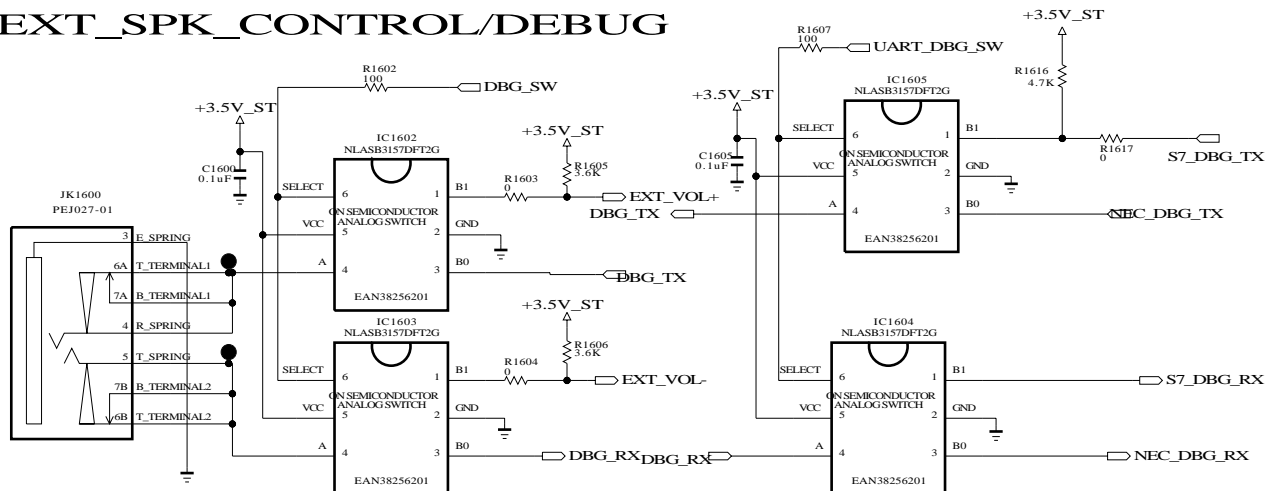 EXT_SPK_CONTROL/DEBUG
R1602
100
DBG_SW
+3.5V_ST
C1600
0.1uF
IC1602
NLASB3157DFT2G
SELECT
6
ON SEMICONDUCTOR
ANALOG SWITCH
VCC
5
A
4
1
B1
2
GND
3
B0
EAN38256201
R1603
0
+3.5V_ST
R1605
3.6K
EXT_VOL+
DBG_TX
JK1600
PEJ027-01
3 E_SPRING
6A T_TERMINAL1
7A B_TERMINAL1
4 R_SPRING
5 T_SPRING
7B B_TERMINAL2
6B T_TERMINAL2
IC1603
NLASB3157DFT2G
SELECT
6
ON SEMICONDUCTOR
ANALOG SWITCH
VCC
5
A
4
1
B1
2
GND
3
B0
EAN38256201
R1604
0
+3.5V_ST
R1606
3.6K
EXT_VOL-
DBG_RX
R1607
100
UART_DBG_SW
+3.5V_ST
C1605
0.1uF
IC1605
NLASB3157DFT2G
SELECT
6
ON SEMICONDUCTOR
ANALOG SWITCH
VCC
5
A
4
1
B1
2
GND
3
B0
EAN38256201
DBG_TX
+3.5V_ST
R1616
4.7K
R1617
0
S7_DBG_TX
NEC_DBG_TX
IC1604
NLASB3157DFT2G
SELECT
6
ON SEMICONDUCTOR
ANALOG SWITCH
VCC
5
A
4
1
B1
2
GND
3
B0
EAN38256201
DBG_RX
S7_DBG_RX
NEC_DBG_RX